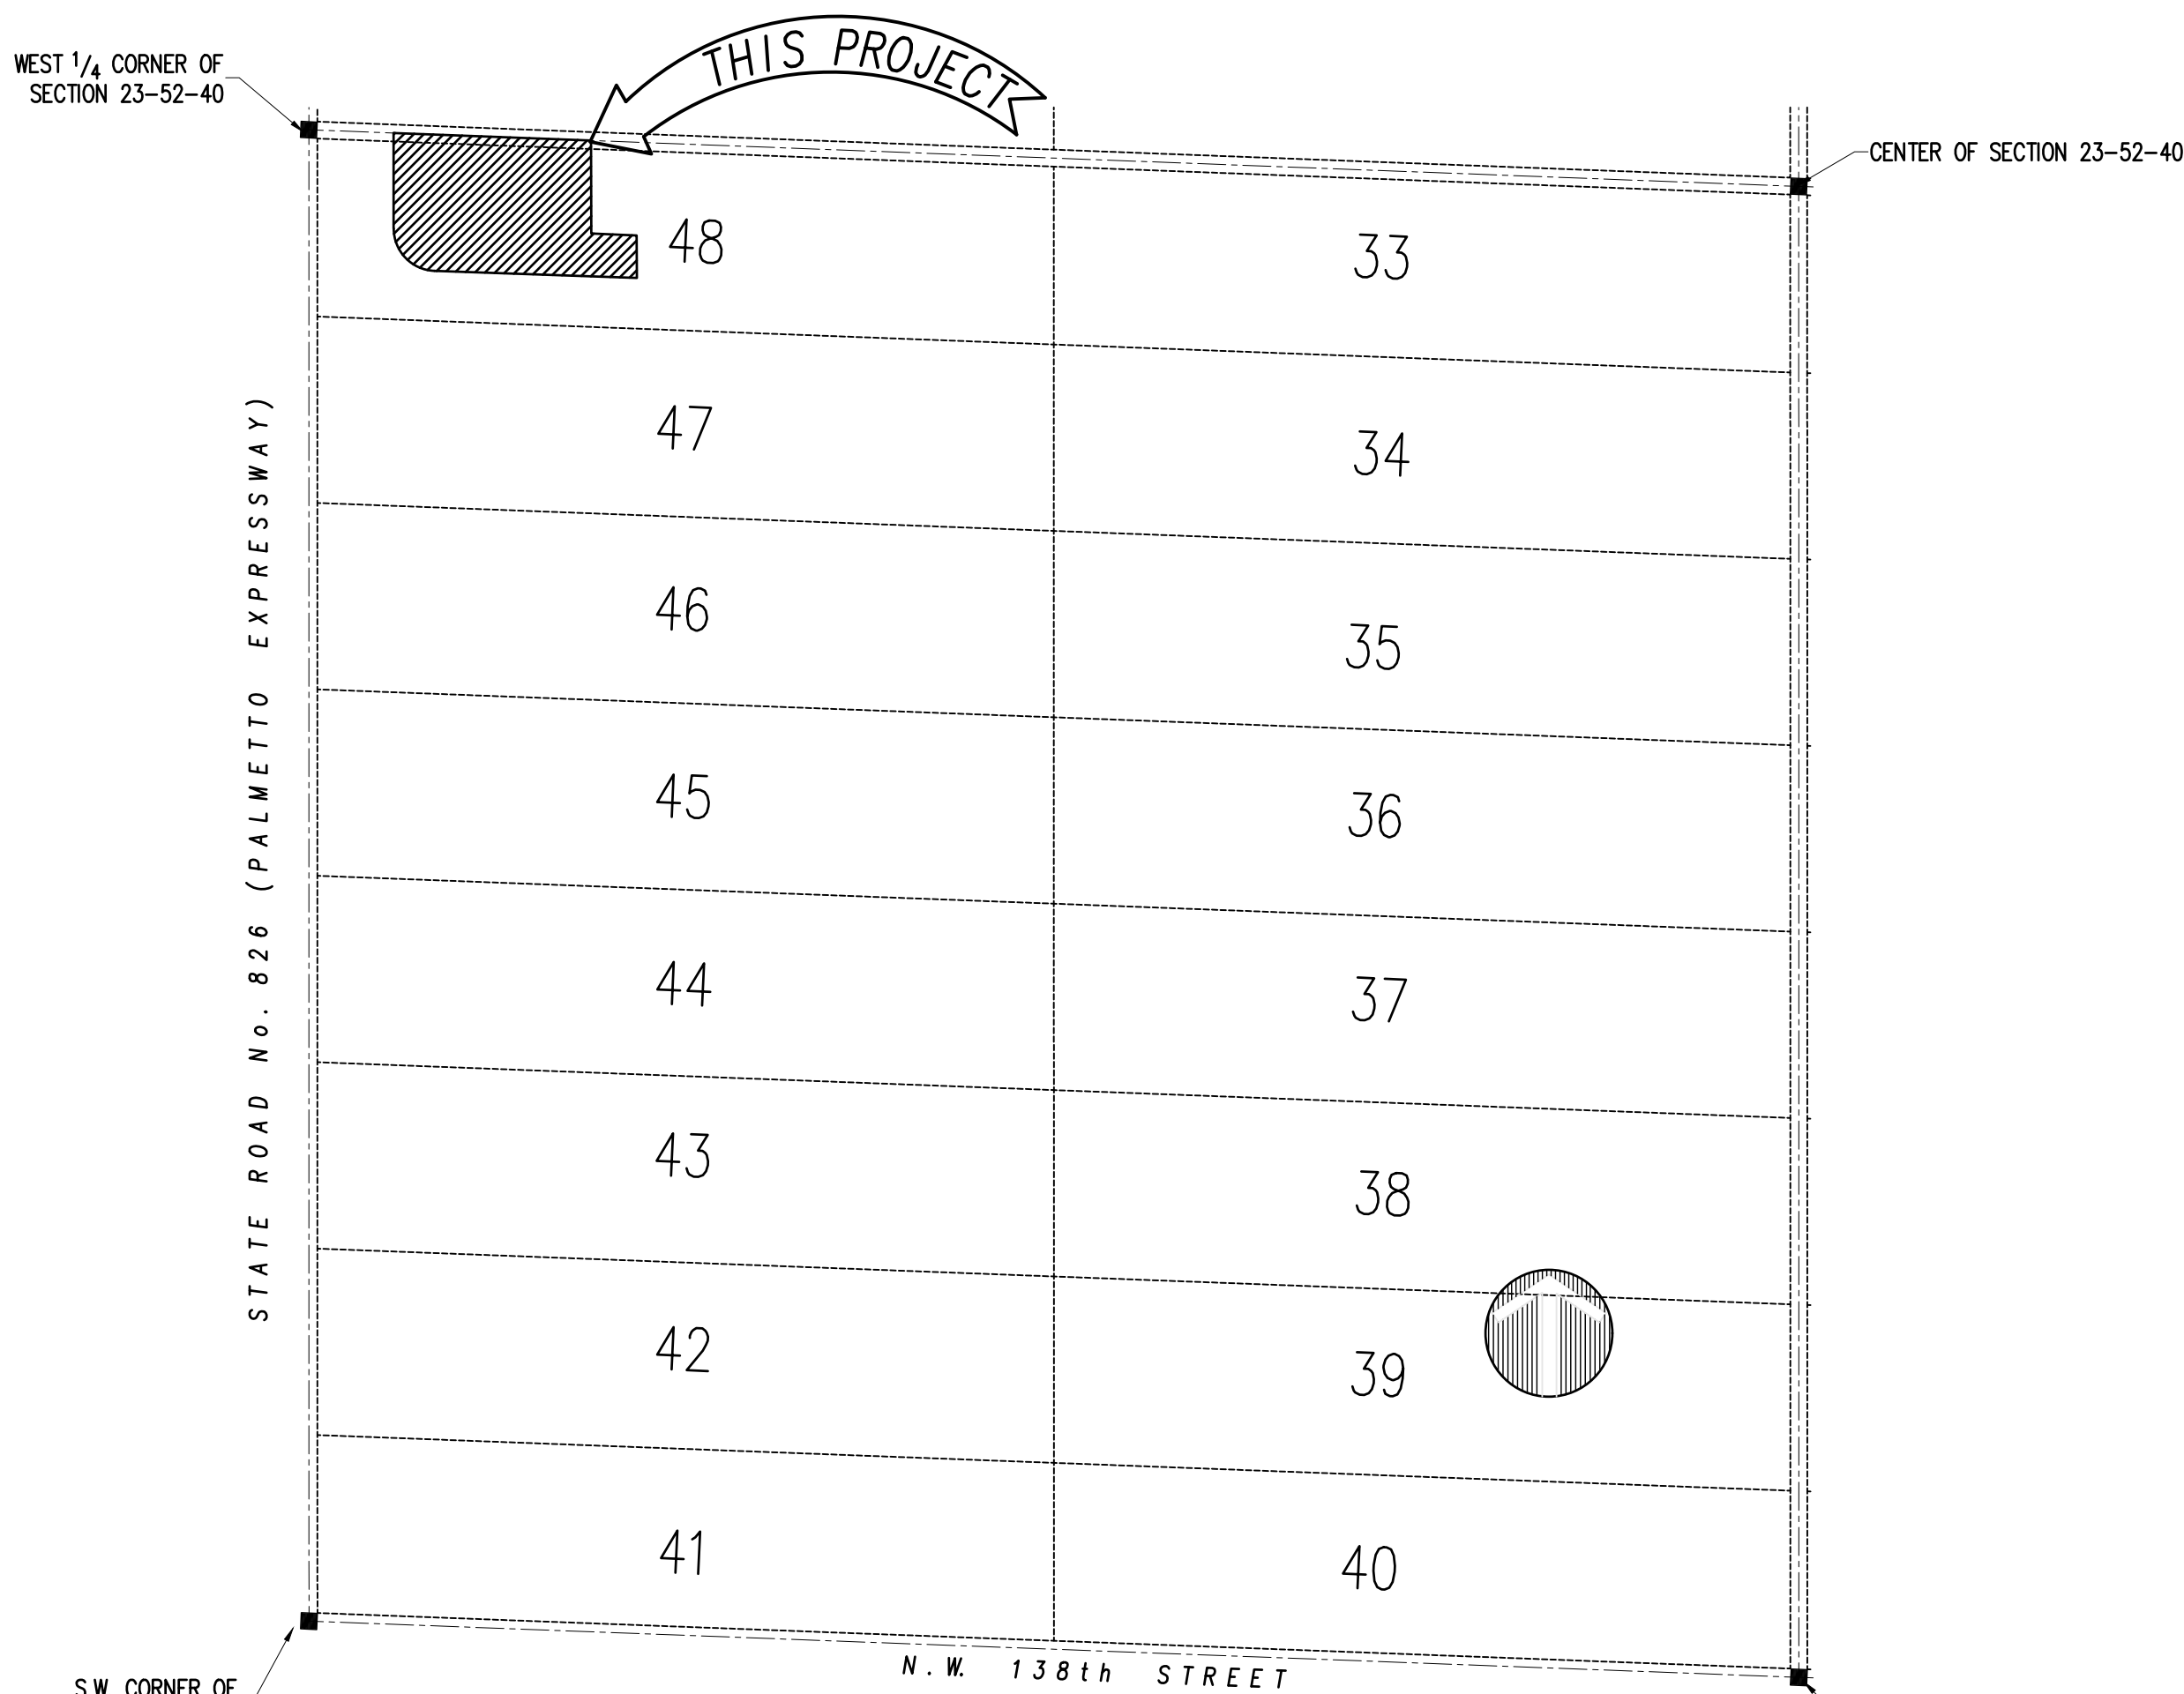 THIS PROJECT
WEST 1/4 CORNER OF
SECTION 23-52-40
CENTER OF SECTION 23-52-40
48
33
47
34
46
35
45
36
44
37
43
38
42
39
41
40
STATE ROAD No. 826 (PALMETTO EXPRESSWAY)
N.W. 138th STREET
S.W. CORNER OF